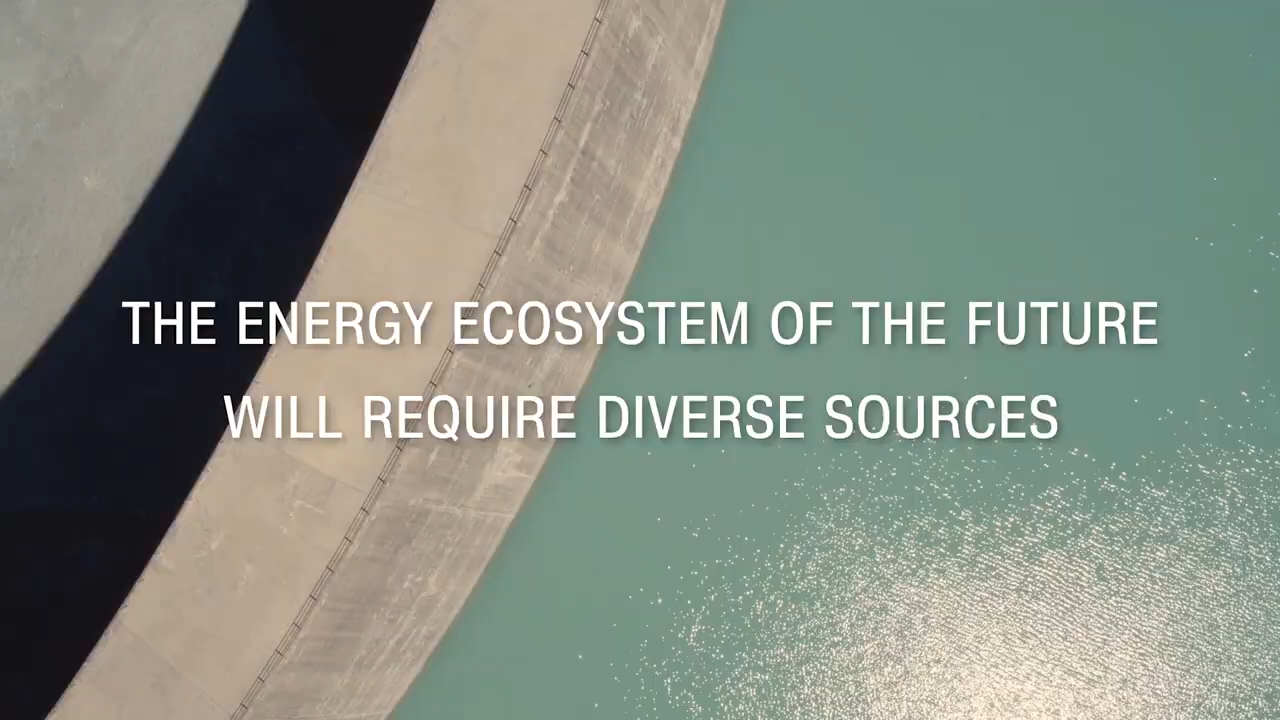 THE ENERGY ECOSYSTEM OF THE FUTURE
WILL REQUIRE DIVERSE SOURCES